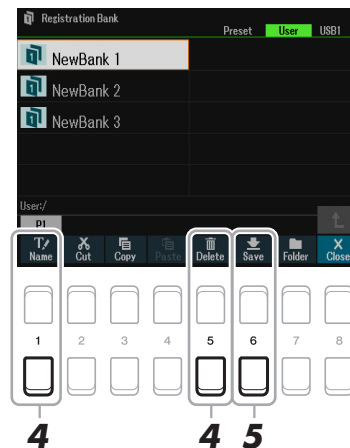 Registration Bank
Preset User USB1
NewBank 1
NewBank 2
NewBank 3
User:/
P1
Name Cut Copy Paste Delete Save Folder Close
1 2 3 4 5 6 7 8
4 4 5